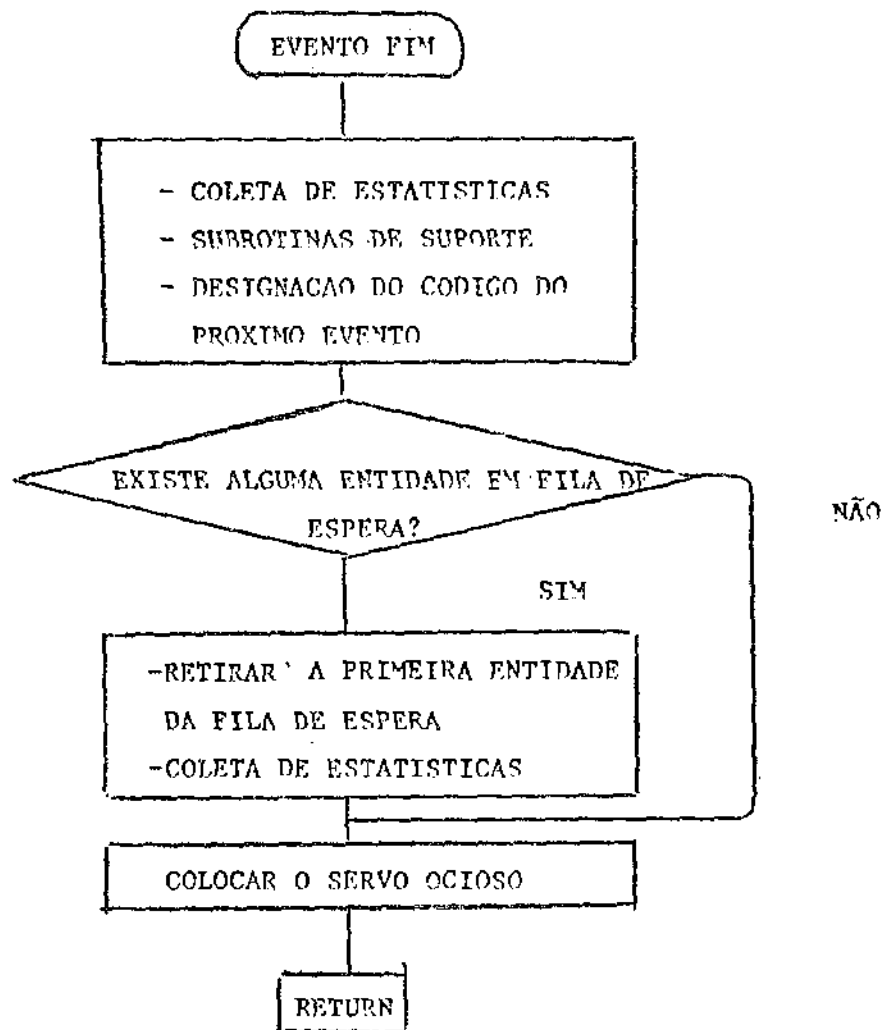 EVENTO FIM
- COLETA DE ESTATISTICAS
- SUBROTINAS DE SUPORTE
- DESIGNACAO DO CODIGO DO
PROXIMO EVENTO
EXISTE ALGUMA ENTIDADE EM FILA DE
ESPERA?
NÃO
SIM
-RETIRAR A PRIMEIRA ENTIDADE
DA FILA DE ESPERA
-COLETA DE ESTATISTICAS
COLOCAR O SERVO OCIOSO
RETURN